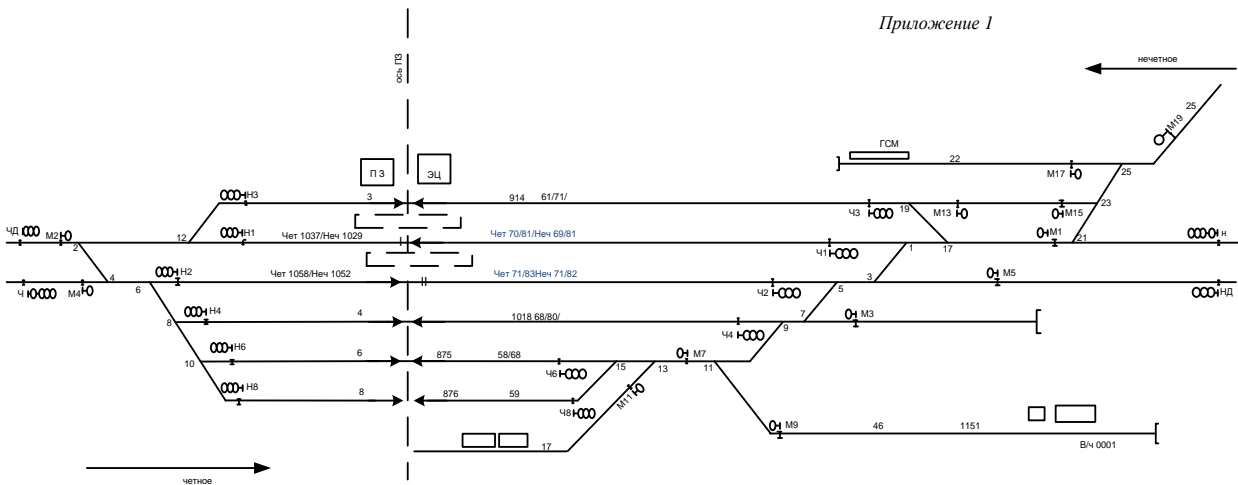 Приложение 1
ось ПЗ
нечетное
25
М19
ГСМ
22
М17
25
П З
ЭЦ
Н3
3
914
61/71/
Ч3
19
М13
М15
23
ЧД
М2
2
12
Н1
Чет 1037/Неч 1029
I
Чет 70/81/Неч 69/81
Ч1
1
17
М1
21
н
Ч
М4
4
6
Н2
Чет 1058/Неч 1052
II
Чет 71/83Неч 71/82
Ч2
5
3
М5
НД
8
Н4
4
1018 68/80/
Ч4
9
7
М3
10
Н6
6
875
58/68
Ч6
15
13
М7
11
Н8
8
876
59
Ч8
М11
17
М9
46
1151
В/ч 0001
четное